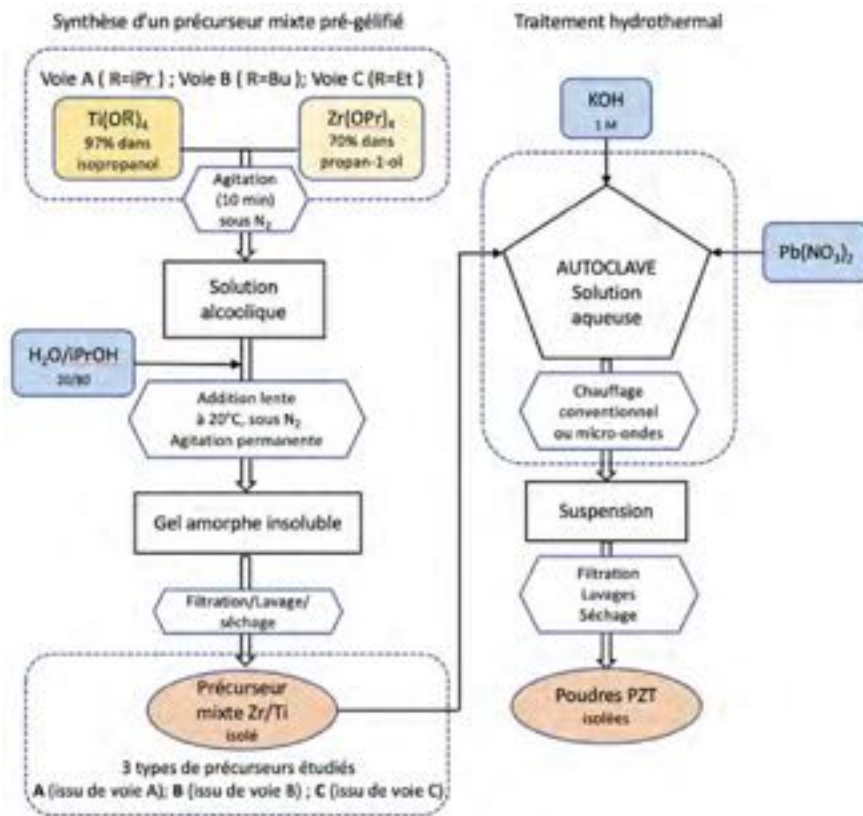 Synthèse d'un précurseur mixte pré-gélifié
Voie A ( R=iPr ) ; Voie B ( R=Bu ); Voie C (R=Et )
Ti(OR)₄
97% dans
isopropanol
Zr(OPr)₄
70% dans
propan-1-ol
Agitation
(10 min)
sous N₂
Solution
alcoolique
H₂O/iPrOH
20/80
Addition lente
à 20°C, sous N₂
Agitation permanente
Gel amorphe insoluble
Filtration/Lavage/
séchage
Précurseur
mixte Zr/Ti
isolé
3 types de précurseurs étudiés
A (issu de voie A); B (issu de voie B) ; C (issu de voie C)
Traitement hydrothermal
KOH
1 M
AUTOCLAVE
Solution
aqueuse
Pb(NO₃)₂
Chauffage
conventionnel
ou micro-ondes
Suspension
Filtration
Lavages
Séchage
Poudres PZT
isolées